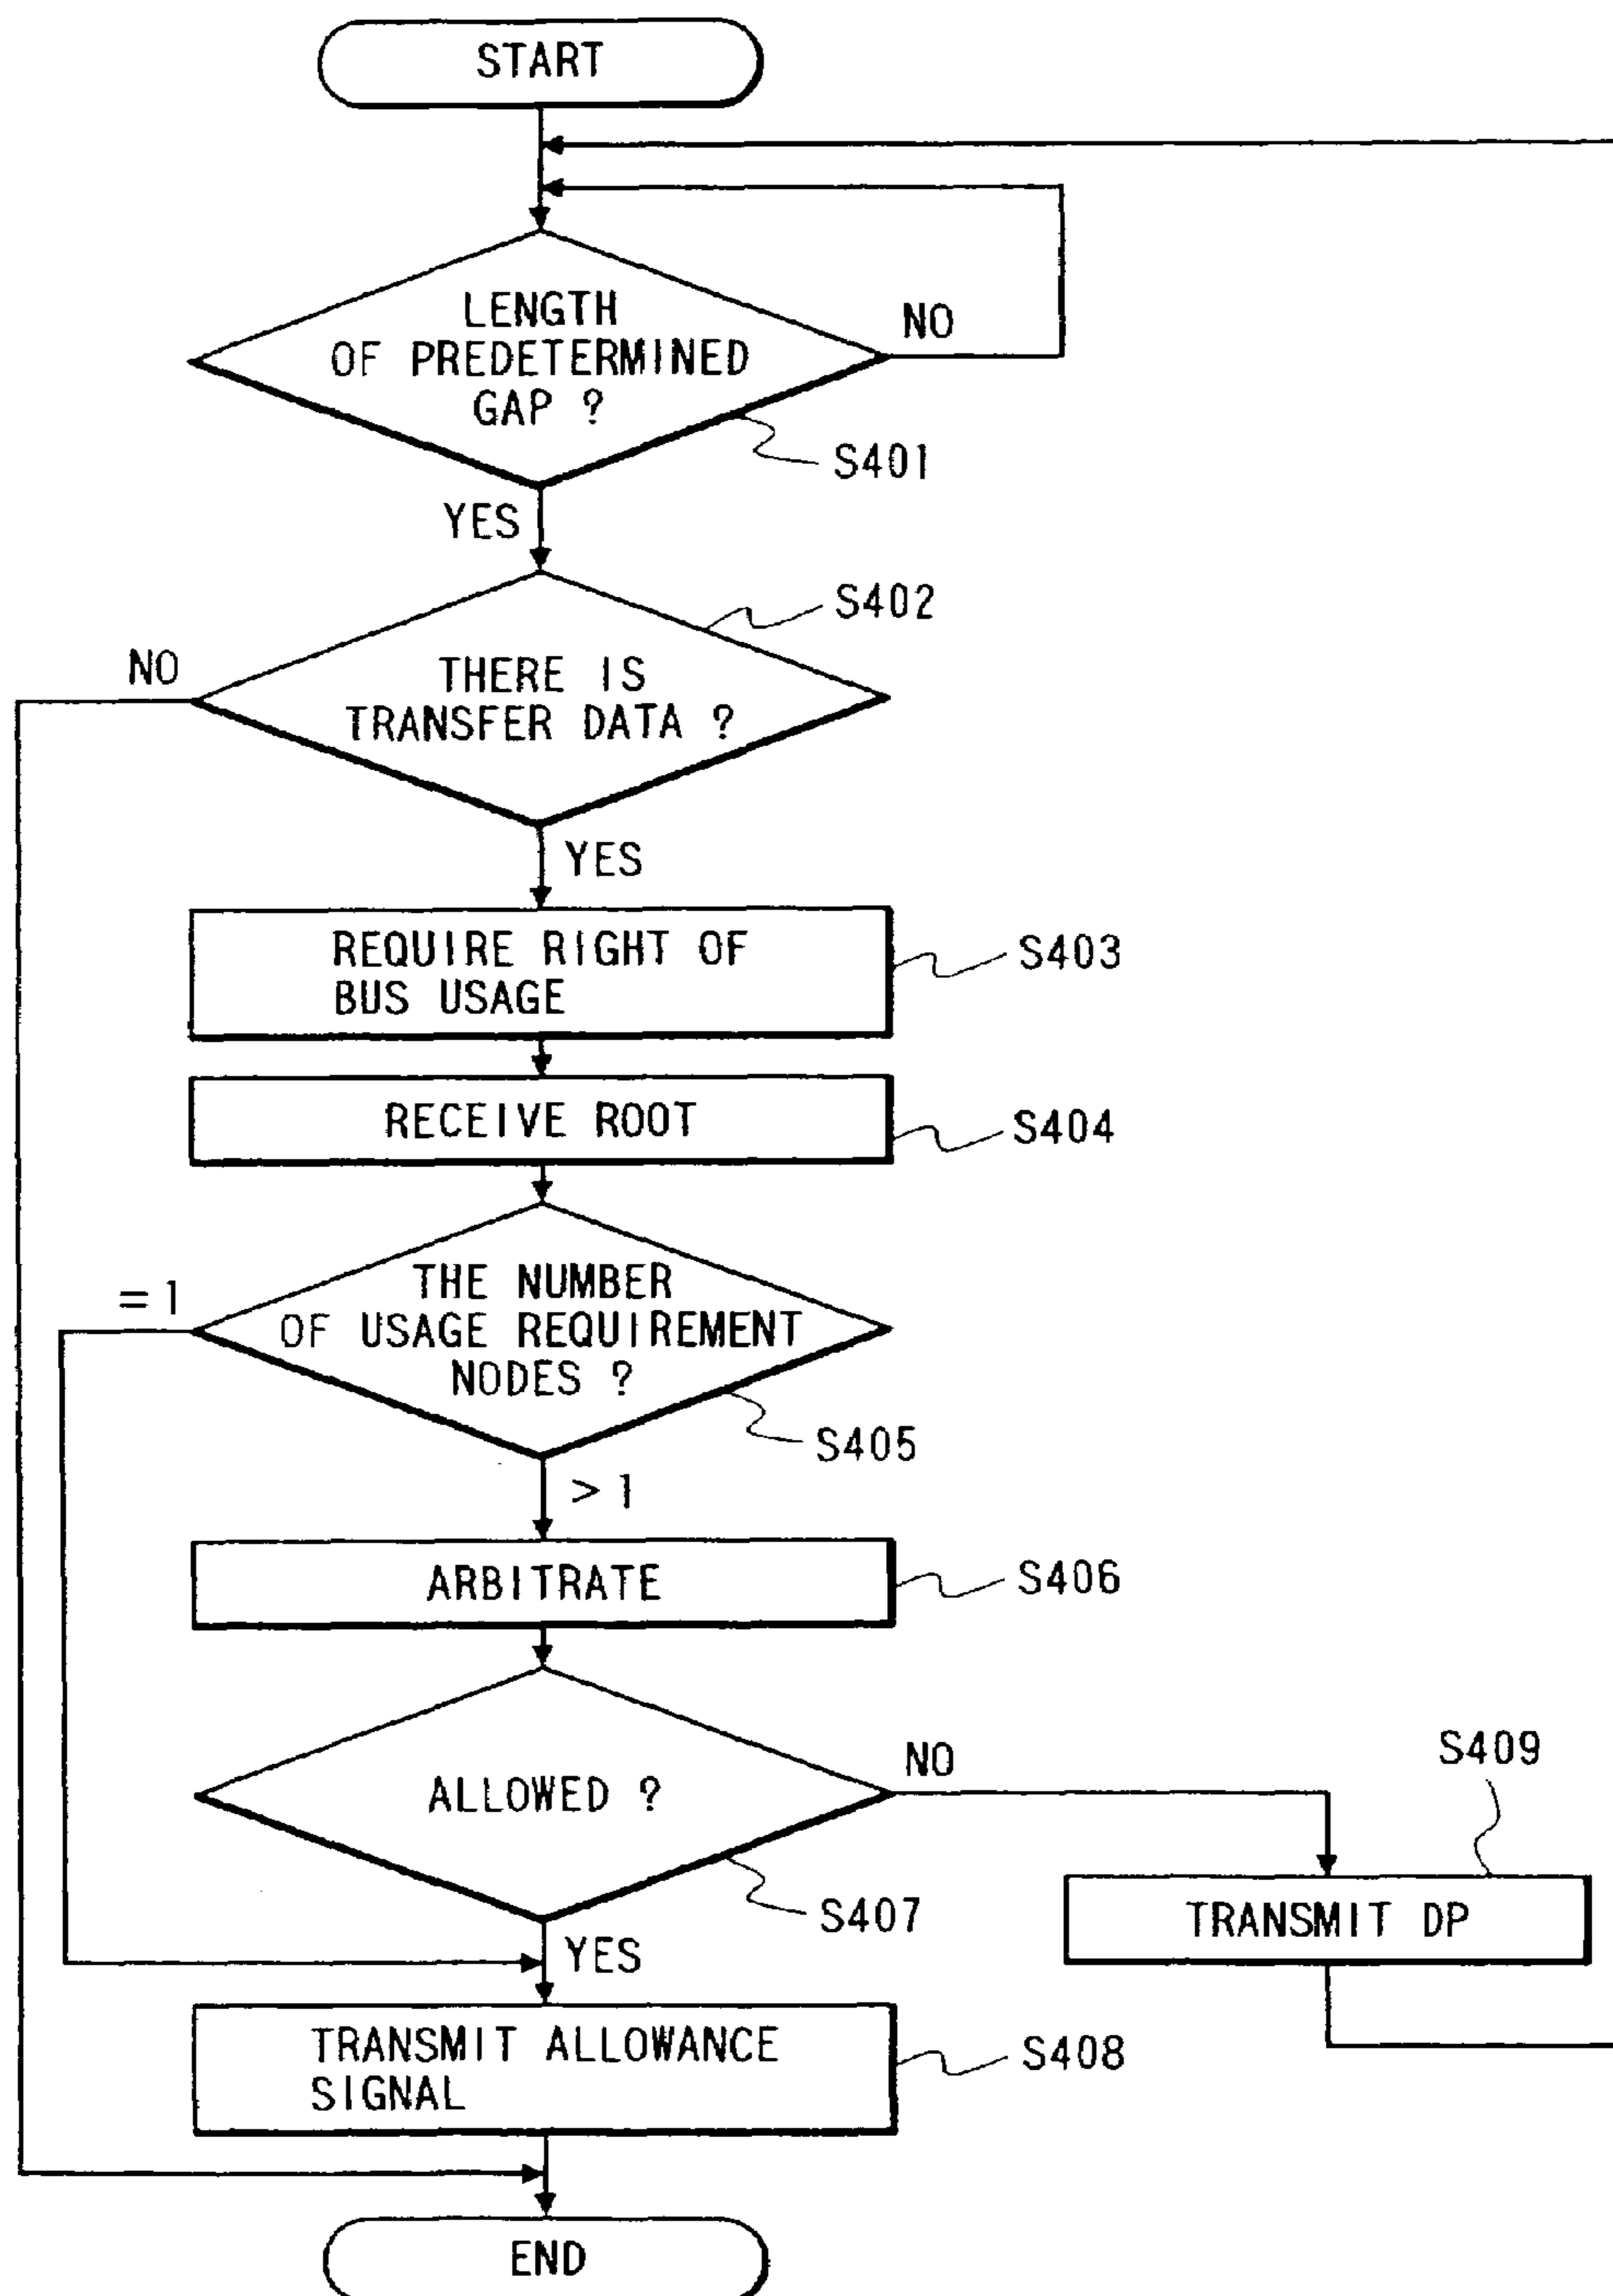 START
LENGTH
OF PREDETERMINED
GAP ?
NO
S401
YES
S402
NO
THERE IS
TRANSFER DATA ?
YES
REQUIRE RIGHT OF
BUS USAGE
S403
RECEIVE ROOT
S404
=1
THE NUMBER
OF USAGE REQUIREMENT
NODES ?
S405
>1
ARBITRATE
S406
ALLOWED ?
NO
S409
S407
TRANSMIT DP
YES
TRANSMIT ALLOWANCE
SIGNAL
S408
END